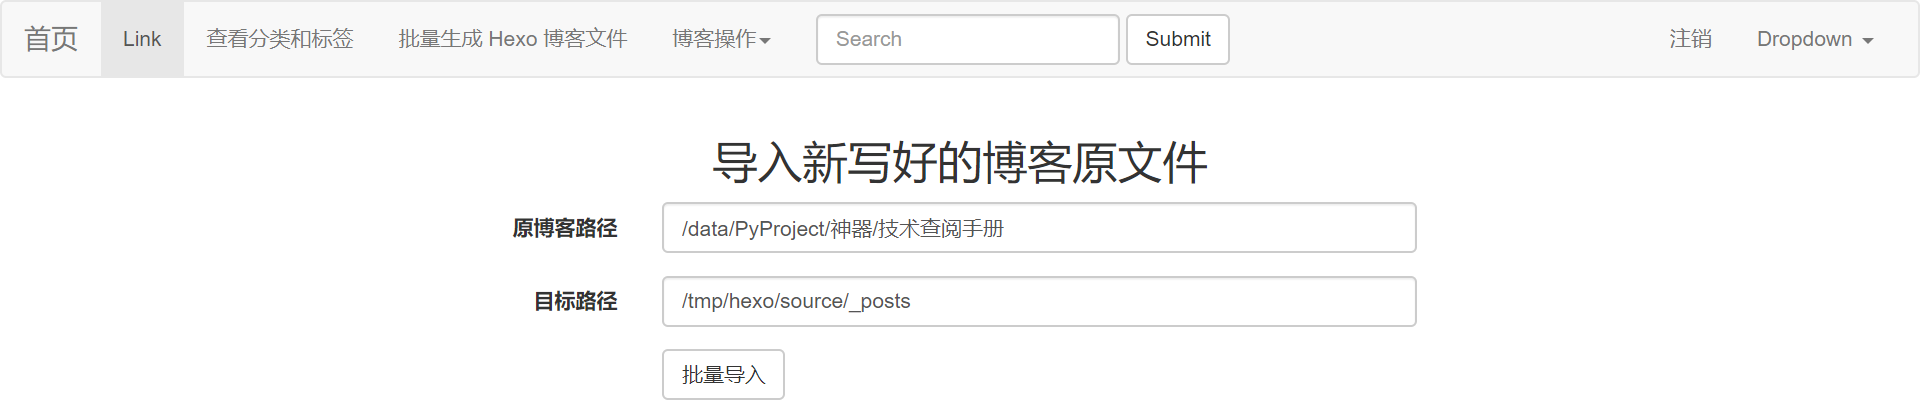 首页 Link 查看分类和标签 批量生成 Hexo 博客文件 博客操作 Search Submit 注销 Dropdown
导入新写好的博客原文件
原博客路径 /data/PyProject/神器/技术查阅手册
目标路径 /tmp/hexo/source/_posts
批量导入